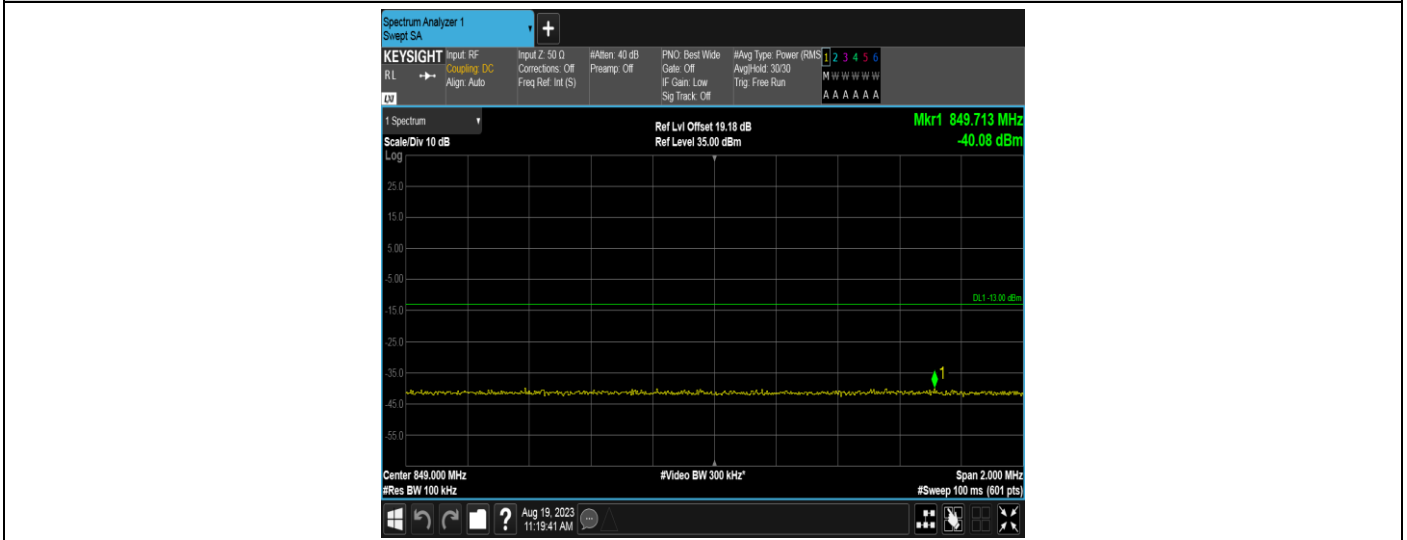 Spectrum Analyzer 1
Swept SA
+
KEYSIGHT
RL
LXI
Input: RF
Coupling: DC
Align: Auto
Input Z: 50 Ω
Corrections: Off
Freq Ref: Int (S)
#Atten: 40 dB
Preamp: Off
PNO: Best Wide
Gate: Off
IF Gain: Low
Sig Track: Off
#Avg Type: Power (RMS
Avg|Hold: 30/30
Trig: Free Run
1 2 3 4 5 6
M W W W W W
A A A A A A
1 Spectrum
Scale/Div 10 dB
Ref Lvl Offset 19.18 dB
Ref Level 35.00 dBm
Mkr1 849.713 MHz
-40.08 dBm
Log
25.0
15.0
5.00
-5.00
DL1 -13.00 dBm
-15.0
-25.0
-35.0
1
-45.0
-55.0
Center 849.000 MHz
#Video BW 300 kHz*
Span 2.000 MHz
#Res BW 100 kHz
#Sweep 100 ms (601 pts)
?
Aug 19, 2023
11:19:41 AM